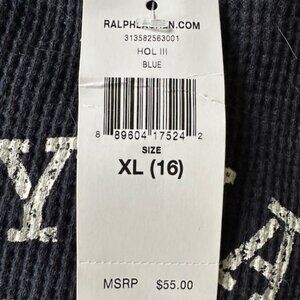 RALPHLAUREN.COM
313582563001
HOL III
BLUE
8 89604 17524 2
SIZE
XL (16)
Y A
MSRP $55.00